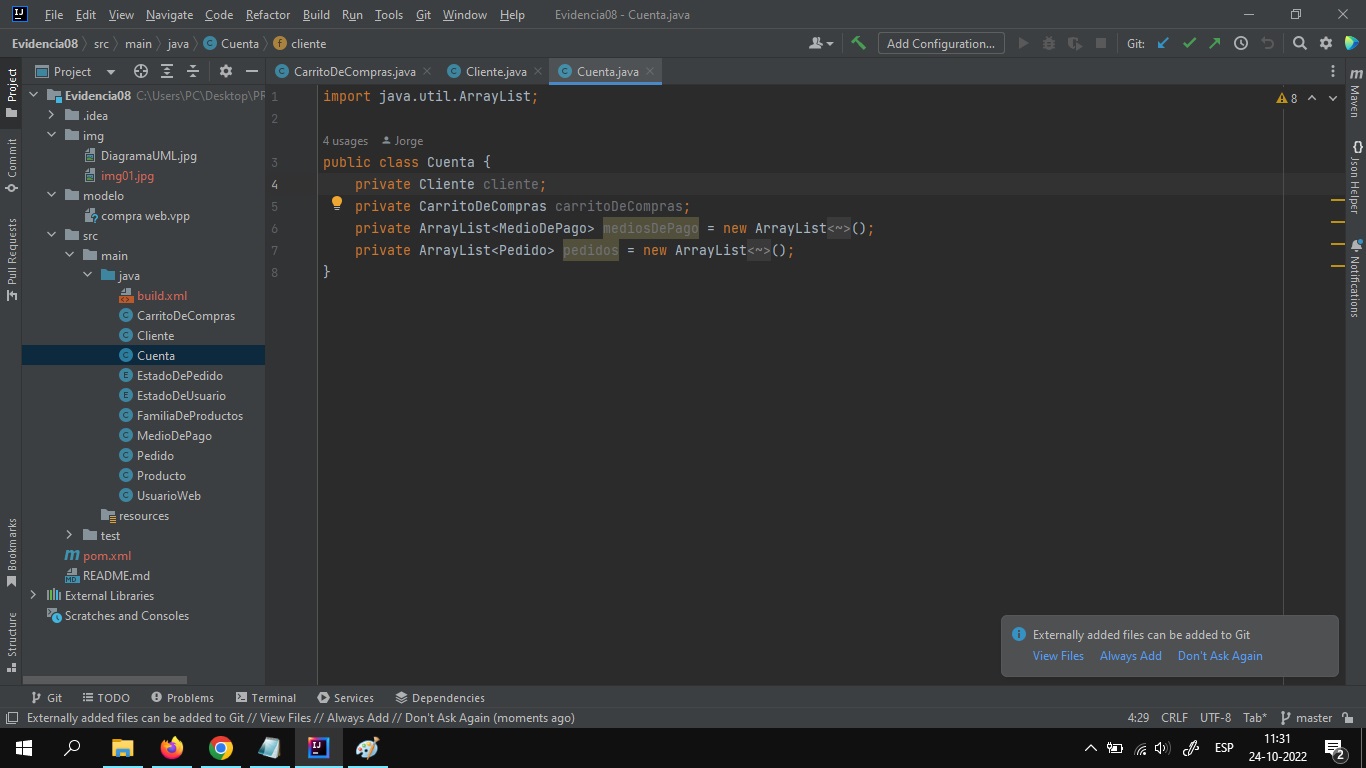 File Edit View Navigate Code Refactor Build Run Tools Git Window Help Evidencia08 - Cuenta.java
Evidencia08 src main java Cuenta cliente Add Configuration... Git:
Project CarritoDeCompras.java Cliente.java Cuenta.java
Project
Commit
Pull Requests
Bookmarks
Structure
Evidencia08 C:\Users\PC\Desktop\PR
.idea
img
DiagramaUML.jpg
img01.jpg
modelo
compra web.vpp
src
main
java
build.xml
CarritoDeCompras
Cliente
Cuenta
EstadoDePedido
EstadoDeUsuario
FamiliaDeProductos
MedioDePago
Pedido
Producto
UsuarioWeb
resources
test
pom.xml
README.md
External Libraries
Scratches and Consoles
1 import java.util.ArrayList;
2
4 usages Jorge
3 public class Cuenta {
4 private Cliente cliente;
5 private CarritoDeCompras carritoDeCompras;
6 private ArrayList<MedioDePago> mediosDePago = new ArrayList<~>();
7 private ArrayList<Pedido> pedidos = new ArrayList<~>();
8 }
8
Maven
Json Helper
Notifications
Externally added files can be added to Git
View Files Always Add Don't Ask Again
Git TODO Problems Terminal Services Dependencies
Externally added files can be added to Git // View Files // Always Add // Don't Ask Again (moments ago) 4:29 CRLF UTF-8 Tab* master
ESP 11:31
24-10-2022 2